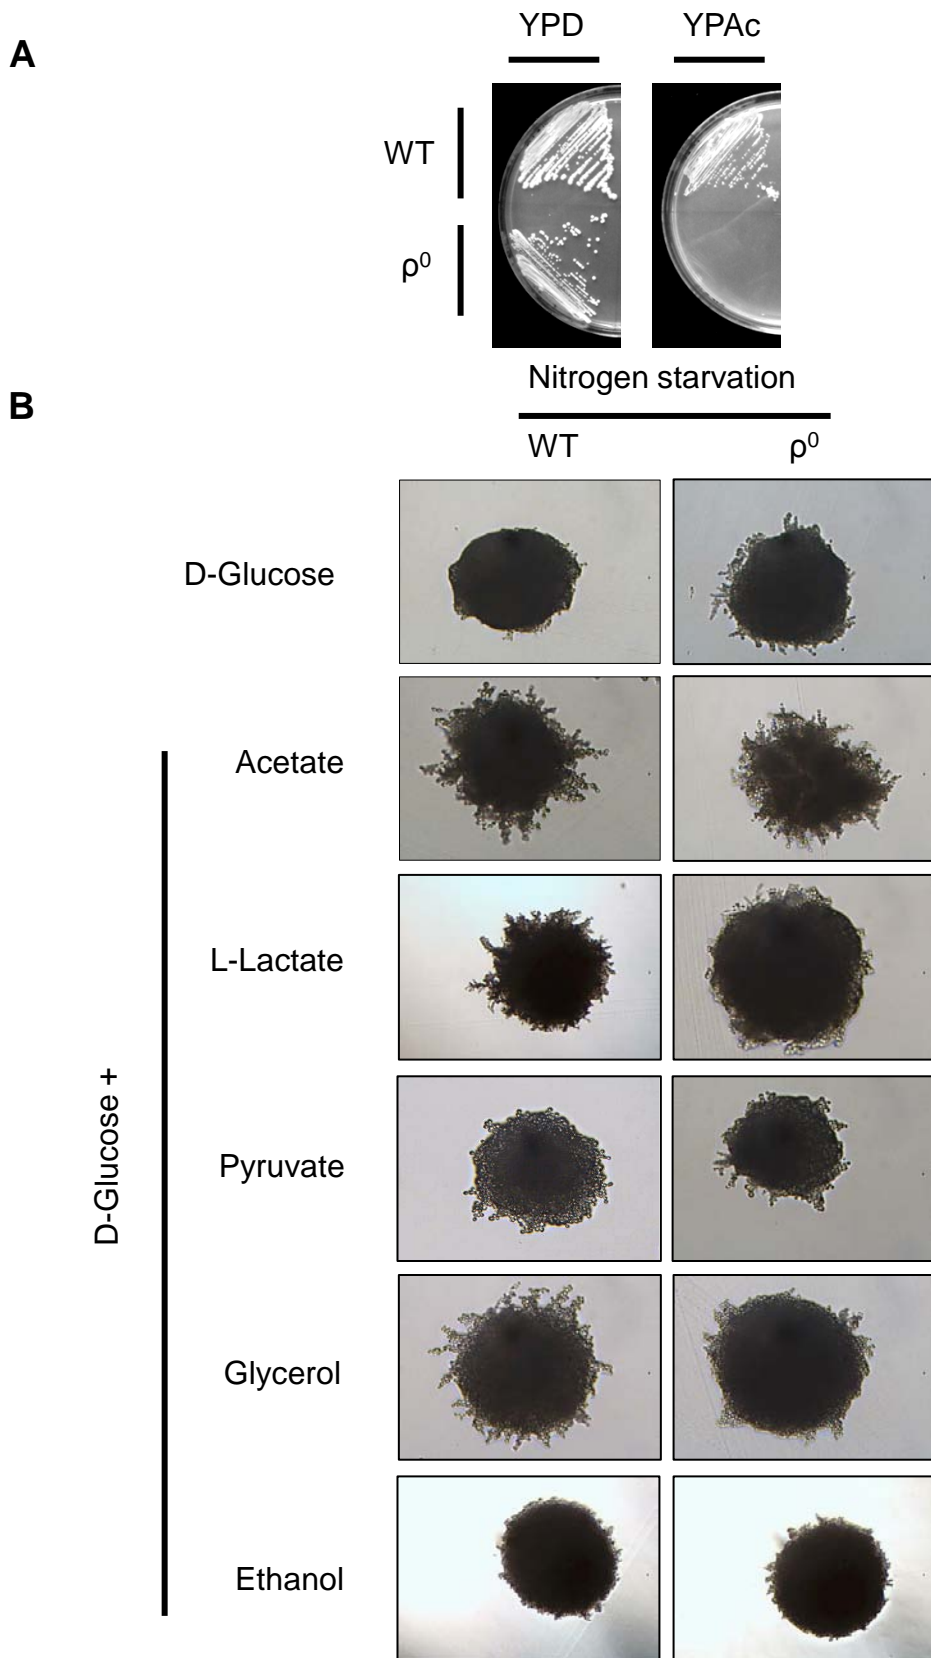 A
YPD YPAc
WT
ρ⁰
Nitrogen starvation
B
WT ρ⁰
D-Glucose
Acetate
L-Lactate
D-Glucose +
Pyruvate
Glycerol
Ethanol